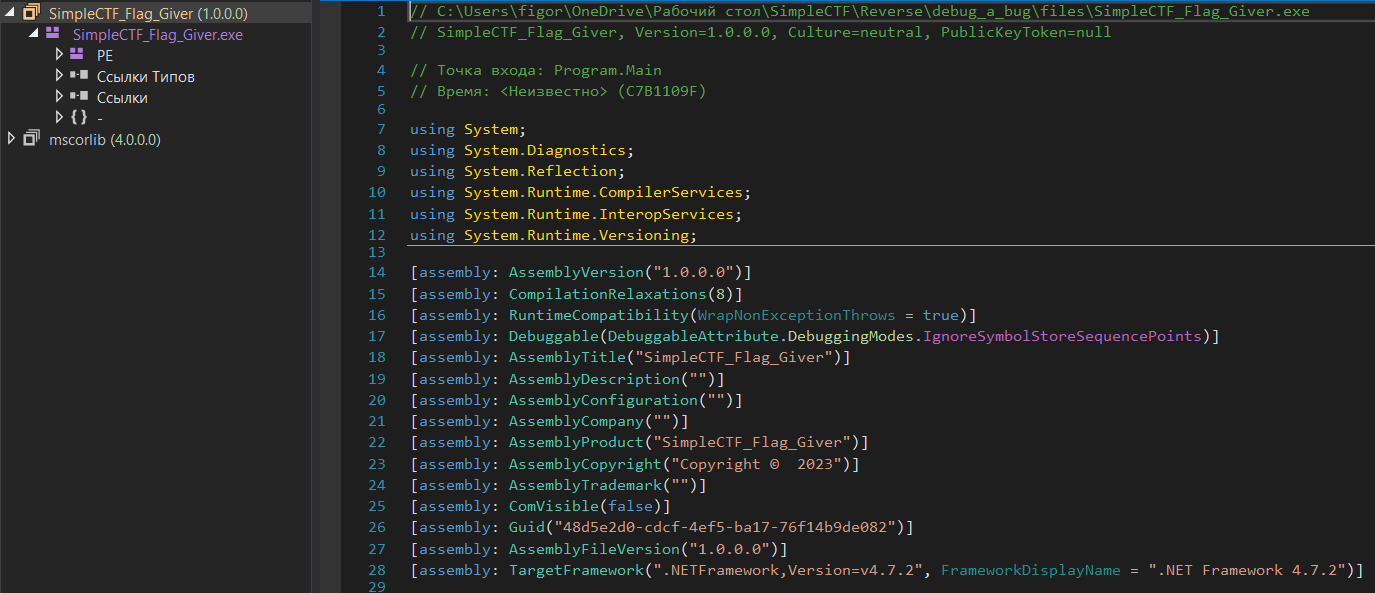 SimpleCTF_Flag_Giver (1.0.0.0)
SimpleCTF_Flag_Giver.exe
PE
Ссылки Типов
Ссылки
{ } -
mscorlib (4.0.0.0)
1 // C:\Users\figor\OneDrive\Рабочий стол\SimpleCTF\Reverse\debug_a_bug\files\SimpleCTF_Flag_Giver.exe
2 // SimpleCTF_Flag_Giver, Version=1.0.0.0, Culture=neutral, PublicKeyToken=null
3
4 // Точка входа: Program.Main
5 // Время: <Неизвестно> (C7B1109F)
6
7 using System;
8 using System.Diagnostics;
9 using System.Reflection;
10 using System.Runtime.CompilerServices;
11 using System.Runtime.InteropServices;
12 using System.Runtime.Versioning;
13
14 [assembly: AssemblyVersion("1.0.0.0")]
15 [assembly: CompilationRelaxations(8)]
16 [assembly: RuntimeCompatibility(WrapNonExceptionThrows = true)]
17 [assembly: Debuggable(DebuggableAttribute.DebuggingModes.IgnoreSymbolStoreSequencePoints)]
18 [assembly: AssemblyTitle("SimpleCTF_Flag_Giver")]
19 [assembly: AssemblyDescription("")]
20 [assembly: AssemblyConfiguration("")]
21 [assembly: AssemblyCompany("")]
22 [assembly: AssemblyProduct("SimpleCTF_Flag_Giver")]
23 [assembly: AssemblyCopyright("Copyright ©  2023")]
24 [assembly: AssemblyTrademark("")]
25 [assembly: ComVisible(false)]
26 [assembly: Guid("48d5e2d0-cdcf-4ef5-ba17-76f14b9de082")]
27 [assembly: AssemblyFileVersion("1.0.0.0")]
28 [assembly: TargetFramework(".NETFramework,Version=v4.7.2", FrameworkDisplayName = ".NET Framework 4.7.2")]
29